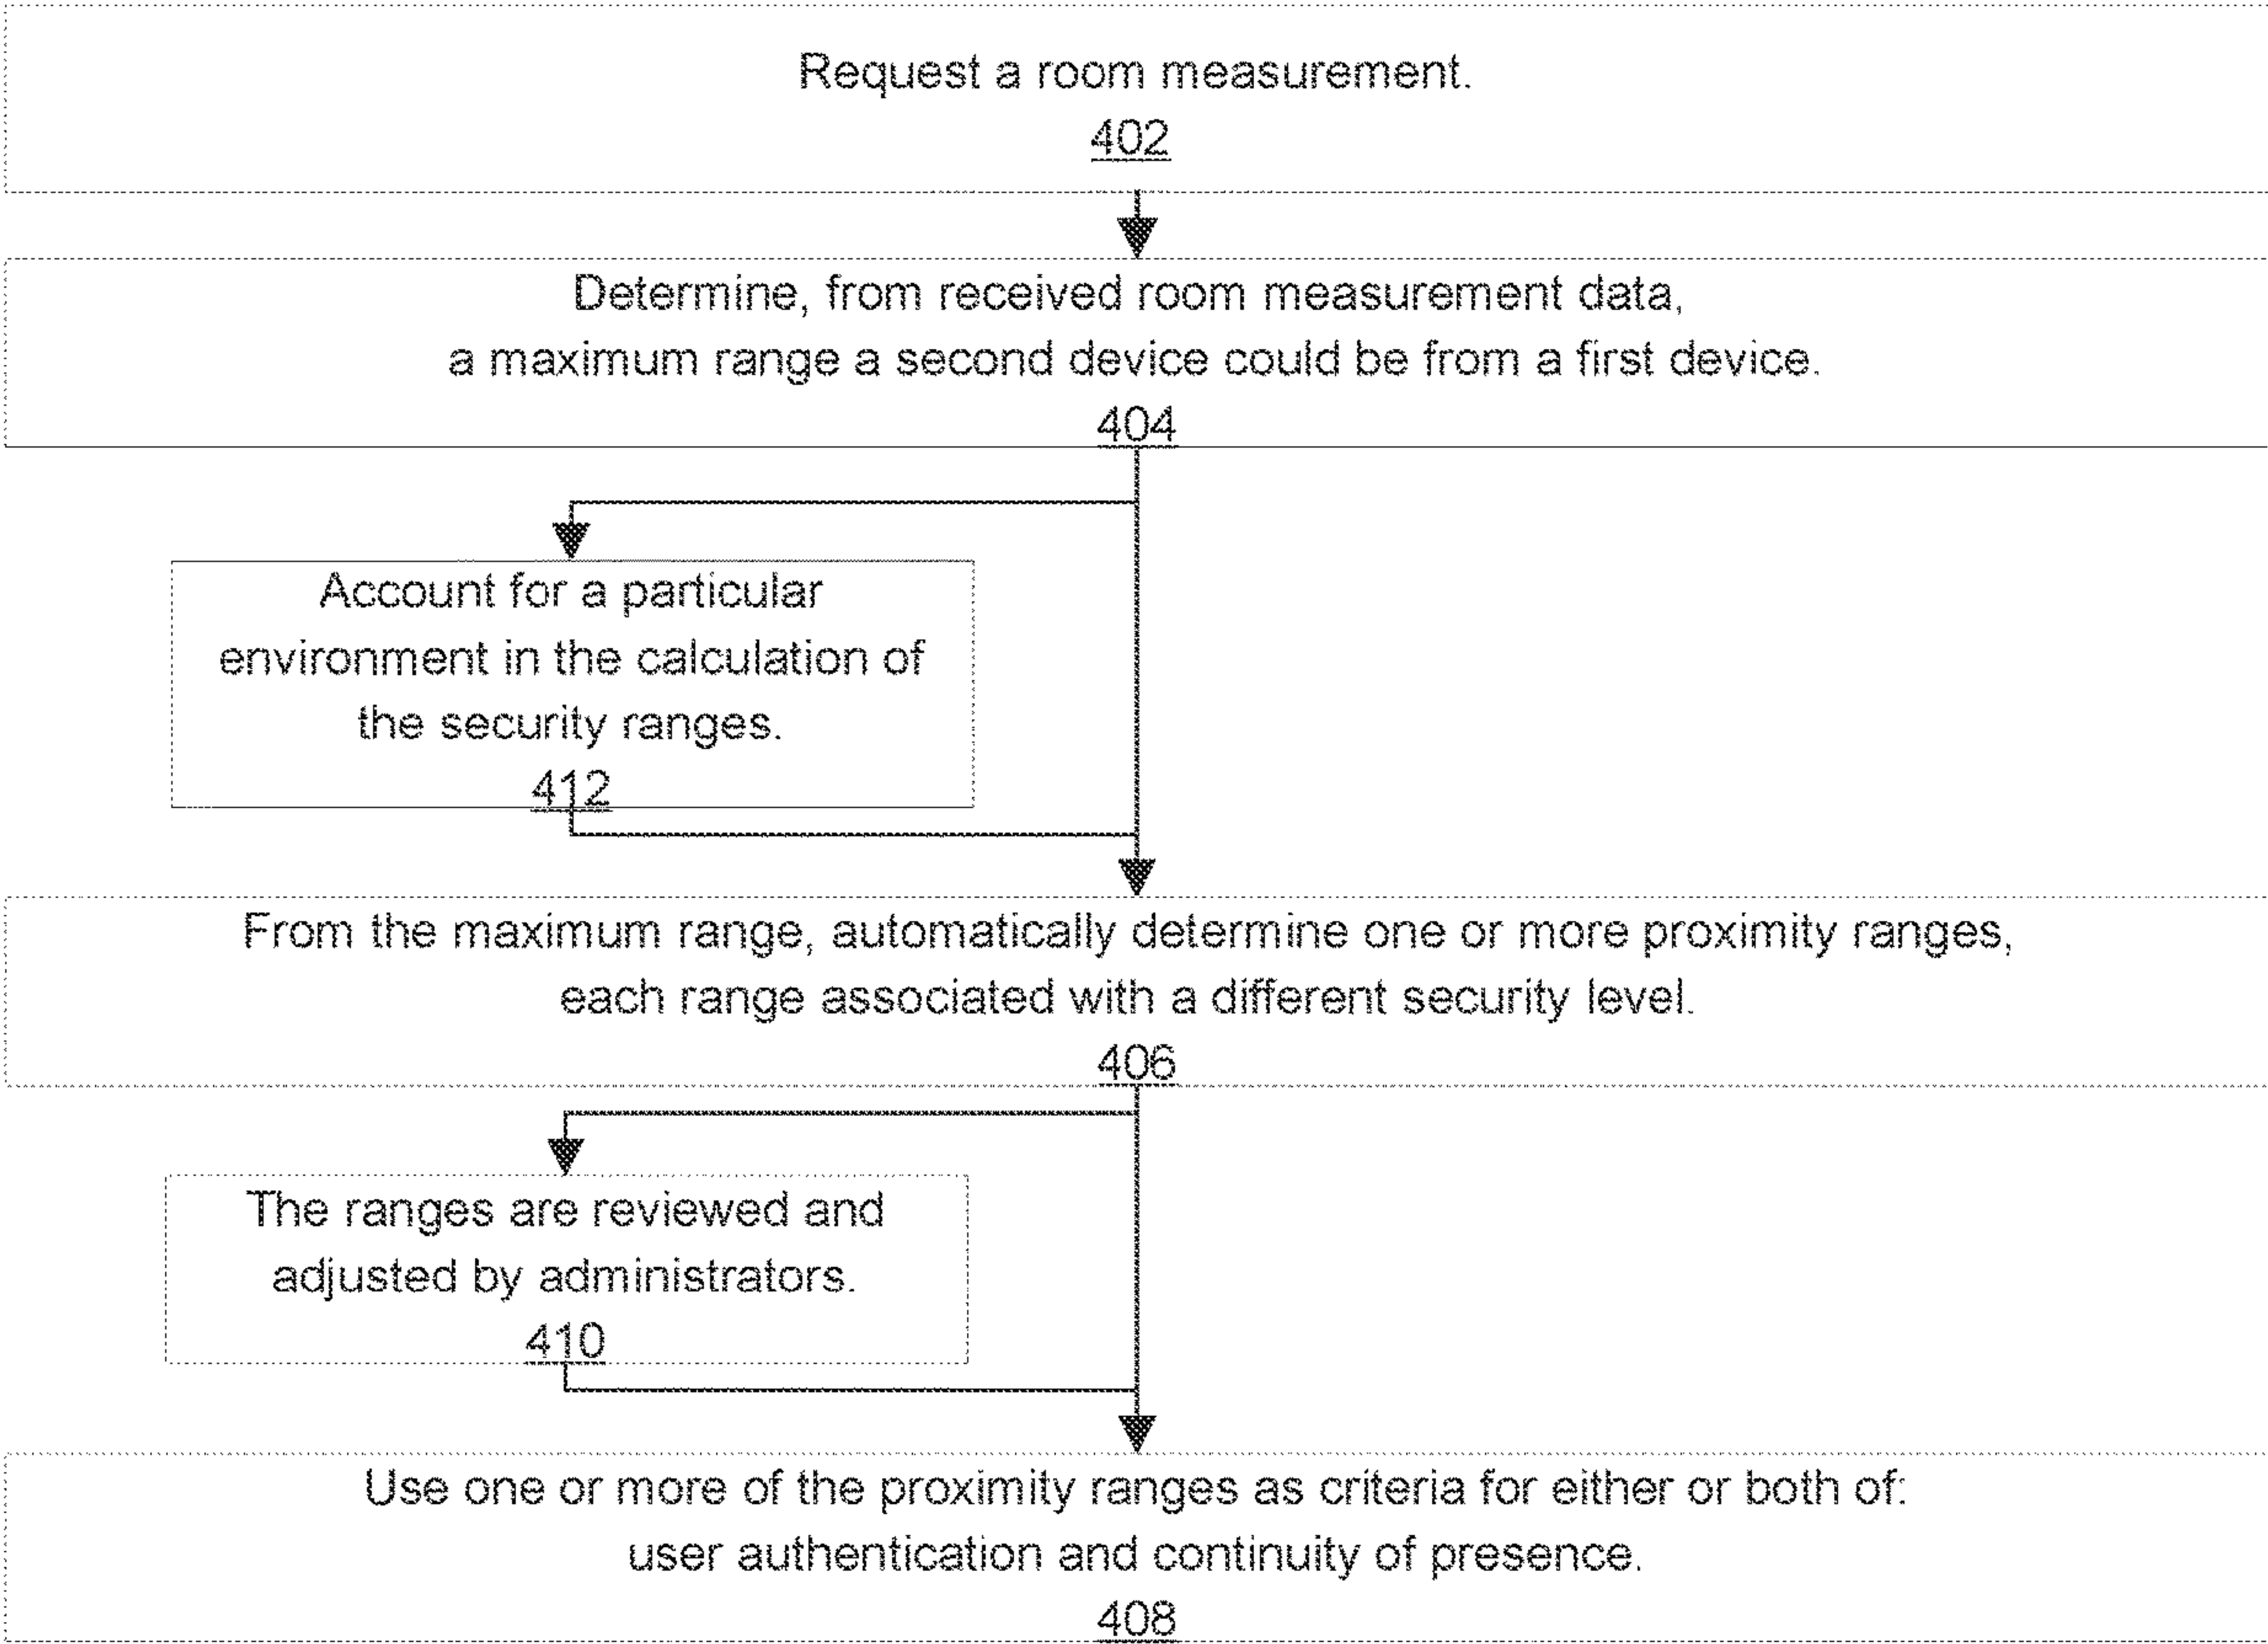 Request a room measurement.
402
Determine, from received room measurement data,
a maximum range a second device could be from a first device.
404
Account for a particular
environment in the calculation of
the security ranges.
412
From the maximum range, automatically determine one or more proximity ranges,
each range associated with a different security level.
406
The ranges are reviewed and
adjusted by administrators.
410
Use one or more of the proximity ranges as criteria for either or both of:
user authentication and continuity of presence.
408